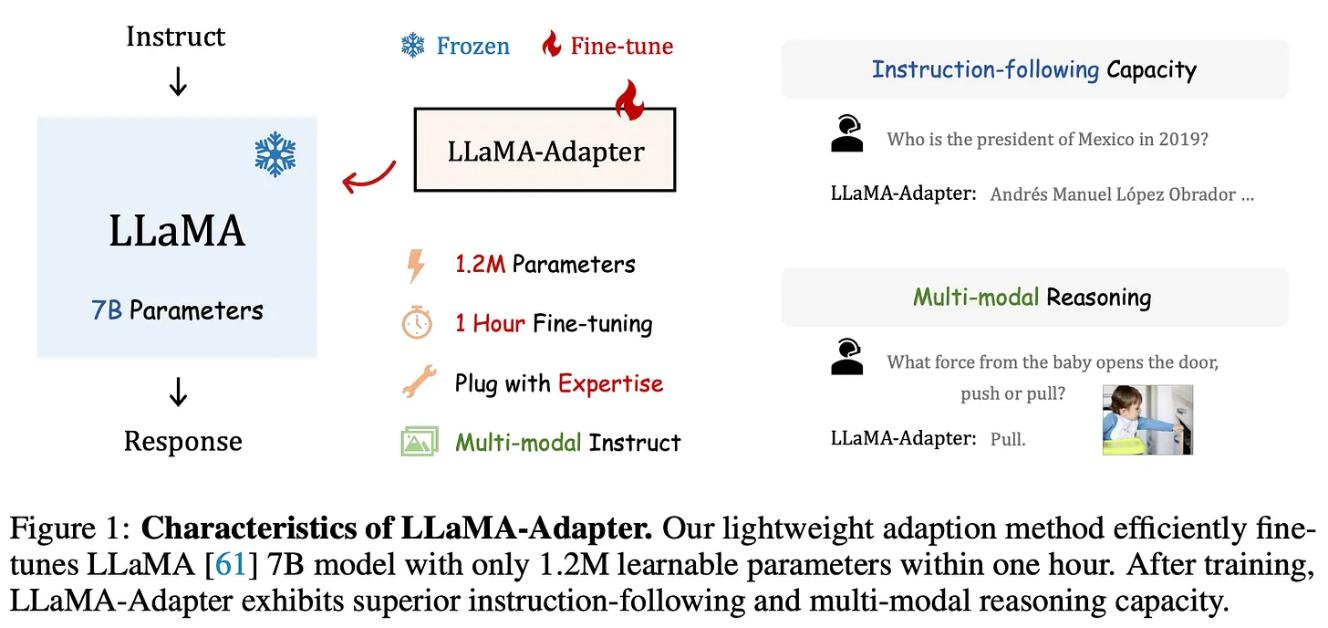 Instruct
LLaMA
7B Parameters
Response
Frozen Fine-tune
LLaMA-Adapter
1.2M Parameters
1 Hour Fine-tuning
Plug with Expertise
Multi-modal Instruct
Instruction-following Capacity
Who is the president of Mexico in 2019?
LLaMA-Adapter: Andrés Manuel López Obrador ...
Multi-modal Reasoning
What force from the baby opens the door,
push or pull?
LLaMA-Adapter: Pull.
Figure 1: Characteristics of LLaMA-Adapter. Our lightweight adaption method efficiently fine-
tunes LLaMA [61] 7B model with only 1.2M learnable parameters within one hour. After training,
LLaMA-Adapter exhibits superior instruction-following and multi-modal reasoning capacity.